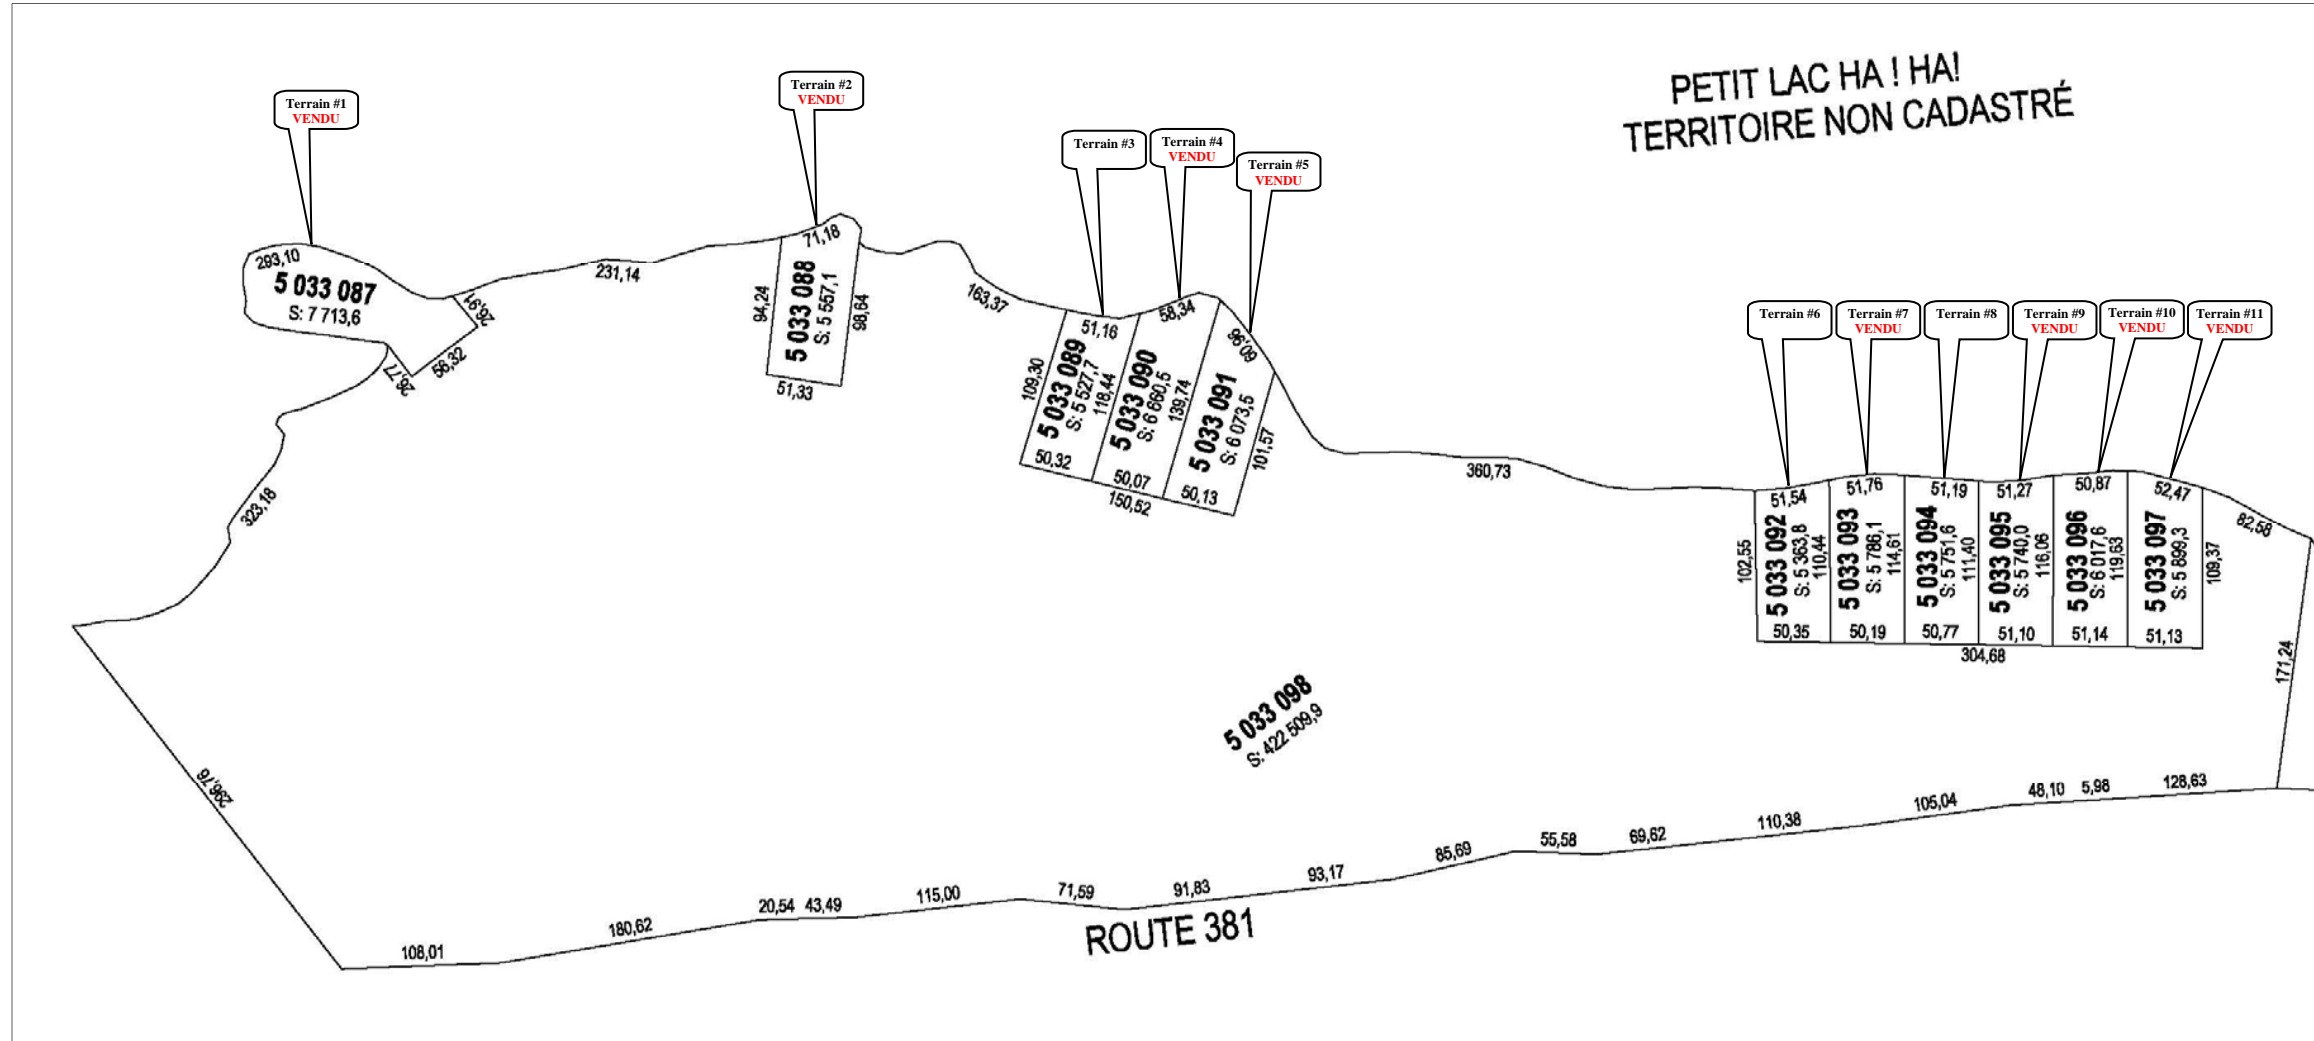 PETIT LAC HA ! HA!
TERRITOIRE NON CADASTRÉ
Terrain #1
VENDU
Terrain #2
VENDU
Terrain #3
Terrain #4
VENDU
Terrain #5
VENDU
Terrain #6
Terrain #7
VENDU
Terrain #8
Terrain #9
VENDU
Terrain #10
VENDU
Terrain #11
VENDU
293,10
5 033 087
S: 7 713,6
26,91
56,32
26,77
231,14
71,18
94,24
5 033 088
S: 5 557,1
98,64
51,33
163,37
51,16
109,30
5 033 089
S: 5 527,7
118,44
50,32
58,34
5 033 090
S: 6 660,5
139,74
50,07
60,96
5 033 091
S: 6 073,5
101,57
50,13
150,52
360,73
51,54
102,55
5 033 092
S: 5 363,8
110,44
50,35
51,76
5 033 093
S: 5 786,1
114,61
50,19
51,19
5 033 094
S: 5 751,6
111,40
50,77
51,27
5 033 095
S: 5 740,0
116,06
51,10
50,87
5 033 096
S: 6 017,6
119,63
51,14
52,47
5 033 097
S: 5 899,3
109,37
51,13
304,68
82,58
171,24
323,18
296,76
5 033 098
S: 422 509,9
108,01
180,62
20,54
43,49
115,00
71,59
91,83
93,17
85,69
55,58
69,62
110,38
105,04
48,10
5,98
128,63
ROUTE 381